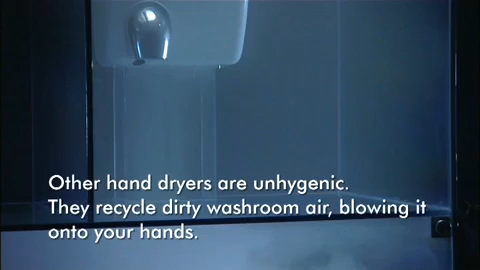 Other hand dryers are unhygenic.
They recycle dirty washroom air, blowing it
onto your hands.